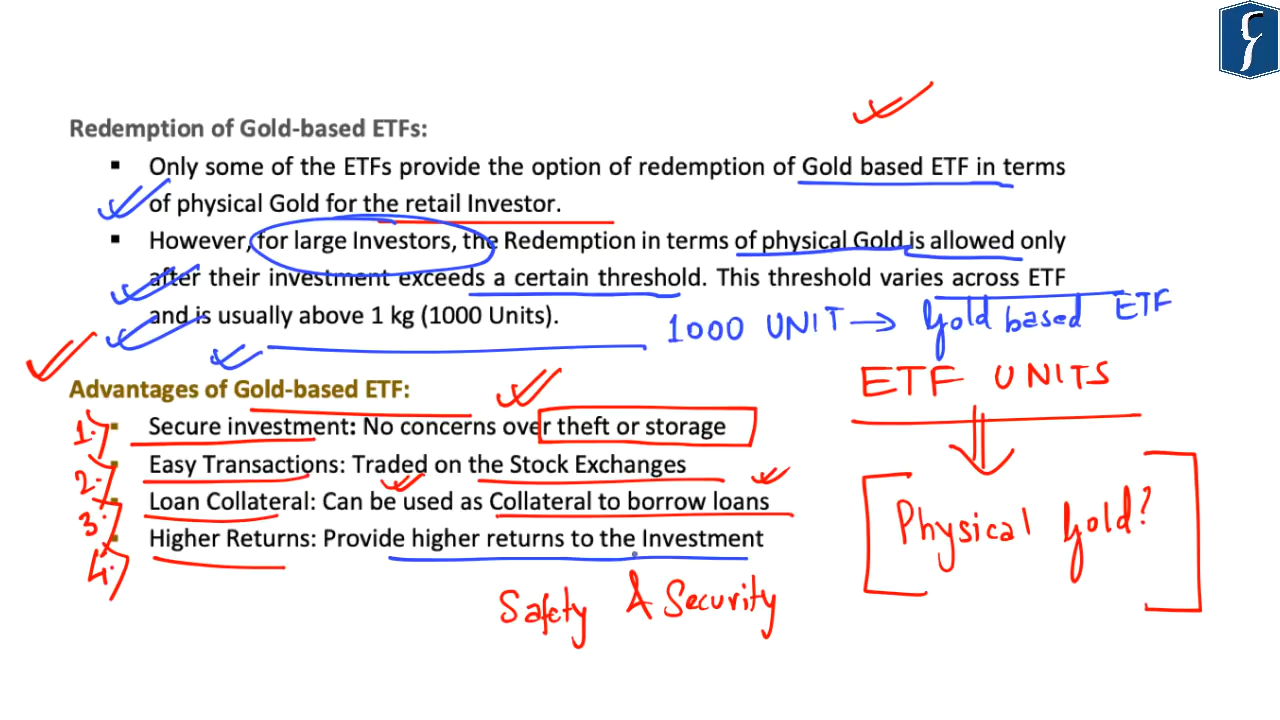 Redemption of Gold-based ETFs:
▪ Only some of the ETFs provide the option of redemption of Gold based ETF in terms
of physical Gold for the retail Investor.
▪ However, for large Investors, the Redemption in terms of physical Gold is allowed only
after their investment exceeds a certain threshold. This threshold varies across ETF
and is usually above 1 kg (1000 Units).
1000 UNIT → Gold based ETF
ETF UNITS
Physical Gold?
Advantages of Gold-based ETF:
1. ▪ Secure investment: No concerns over theft or storage
2. ▪ Easy Transactions: Traded on the Stock Exchanges
3. ▪ Loan Collateral: Can be used as Collateral to borrow loans
4. ▪ Higher Returns: Provide higher returns to the Investment
Safety & Security